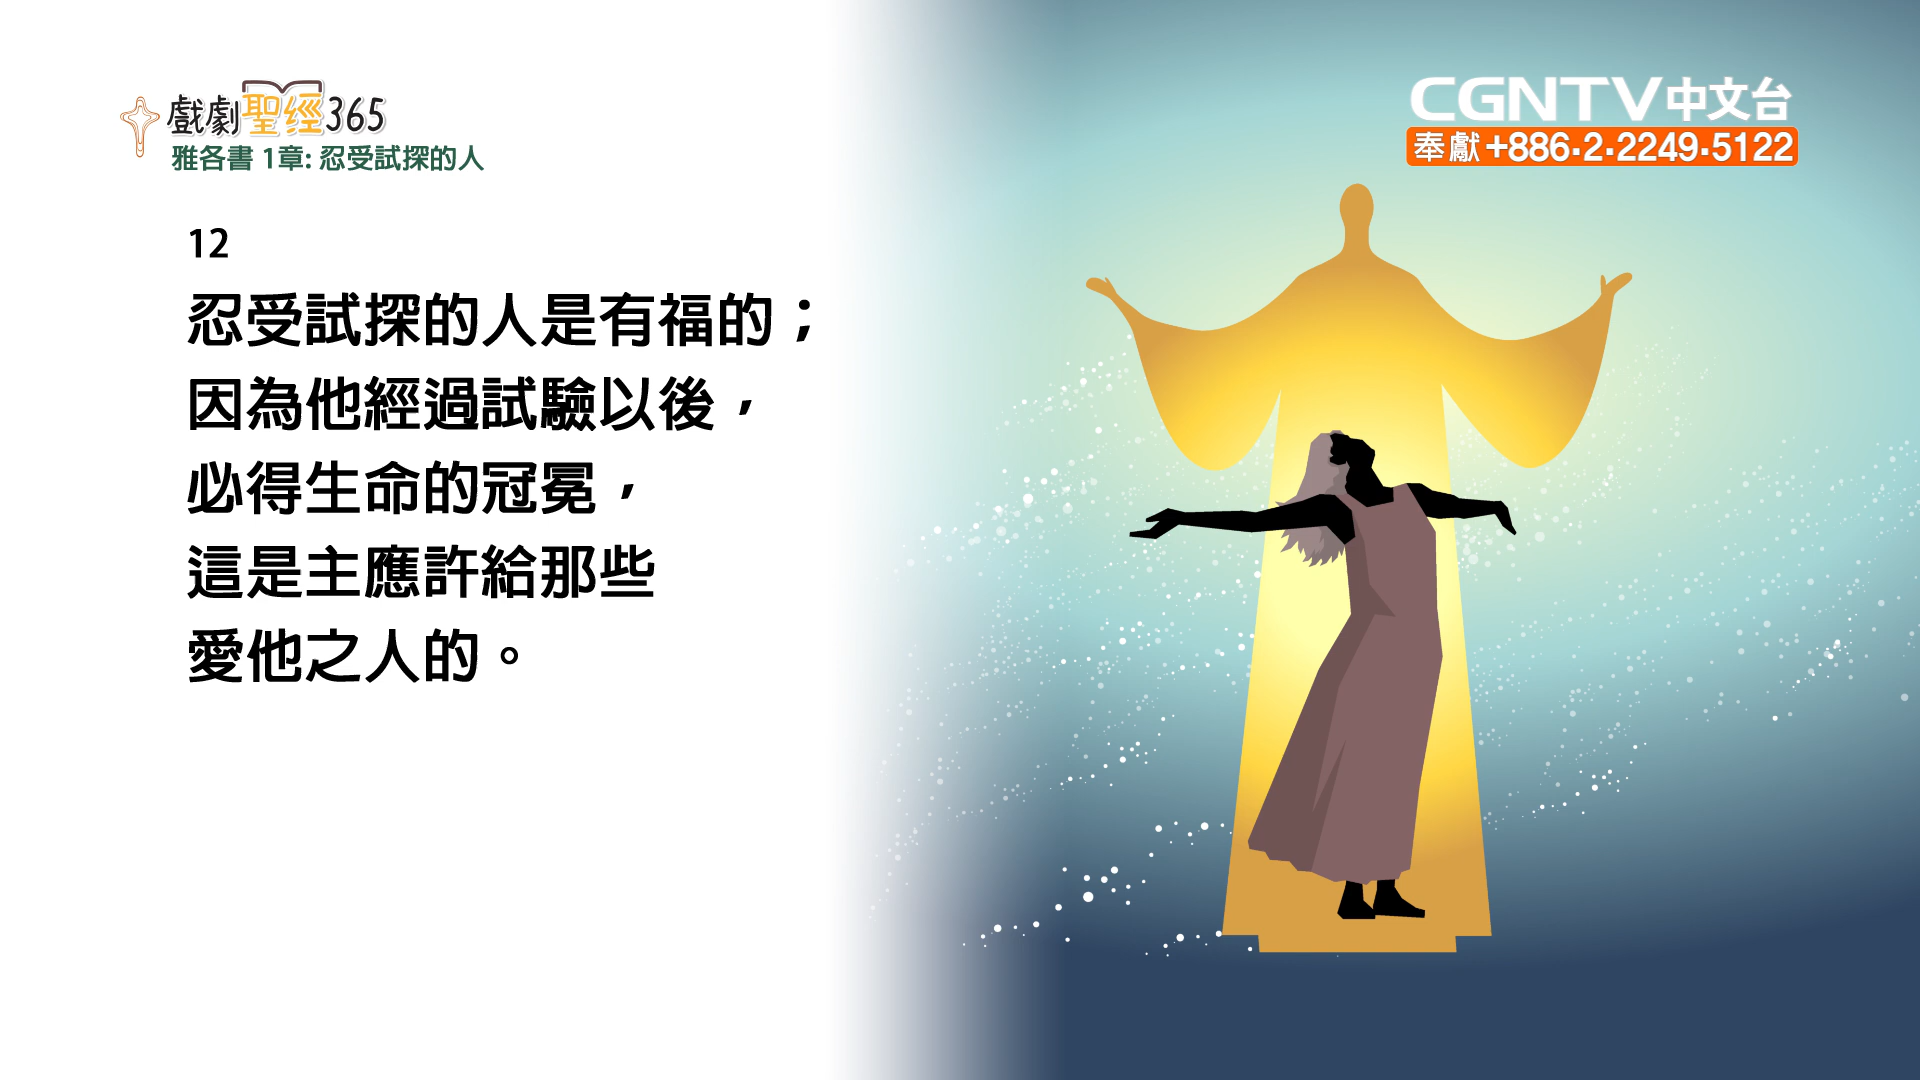 戲劇聖經365
雅各書 1章: 忍受試探的人
CGNTV中文台
奉獻+886-2-2249-5122
12
忍受試探的人是有福的；
因為他經過試驗以後，
必得生命的冠冕，
這是主應許給那些
愛他之人的。